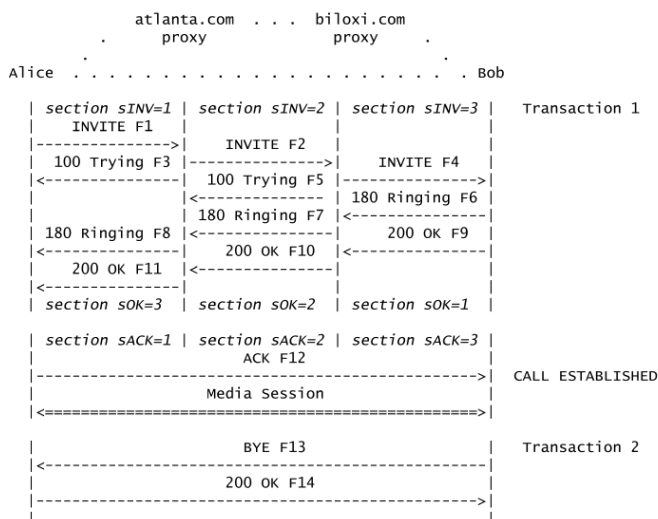 atlanta.com . . . biloxi.com
. proxy proxy .
. .
Alice . . . . . . . . . . . . . . . . . . . . . . Bob
| section sINV=1 | section sINV=2 | section sINV=3 | Transaction 1
| INVITE F1 | | |
|--------------->| INVITE F2 | |
| 100 Trying F3 |--------------->| INVITE F4 |
|<---------------| 100 Trying F5 |--------------->|
| |<-------------- | 180 Ringing F6 |
| | 180 Ringing F7 |<---------------|
| 180 Ringing F8 |<---------------| 200 OK F9 |
|<---------------| 200 OK F10 |<---------------|
| 200 OK F11 |<---------------| |
|<---------------| | |
| section sOK=3 | section sOK=2 | section sOK=1 |
| section sACK=1 | section sACK=2 | section sACK=3 |
| ACK F12 |
|------------------------------------------------->| CALL ESTABLISHED
| Media Session |
|<================================================>|
| BYE F13 | Transaction 2
|<-------------------------------------------------|
| 200 OK F14 |
|------------------------------------------------->|
| |